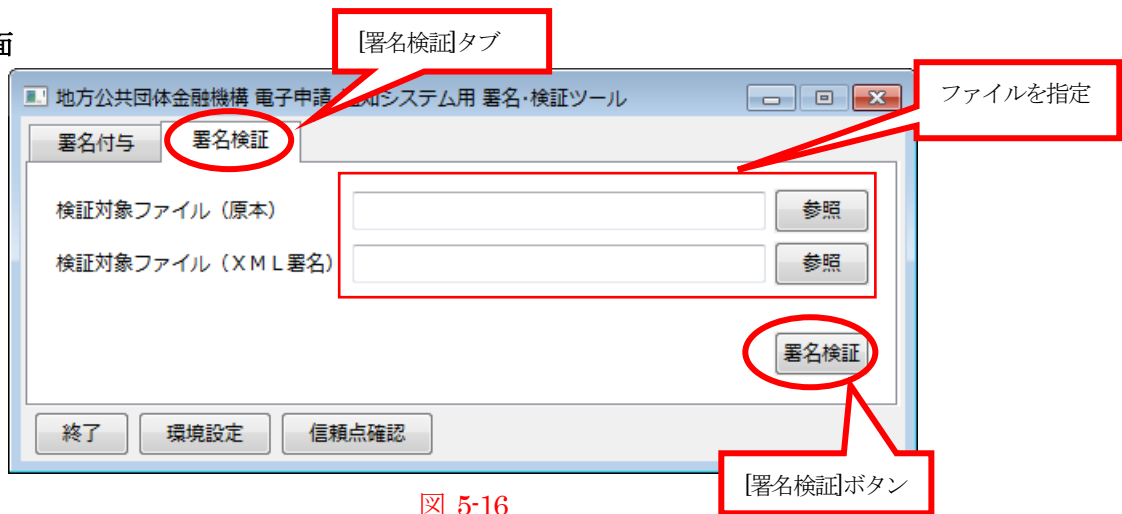 面
[署名検証]タブ
地方公共団体金融機構 電子申請 知システム用 署名・検証ツール
ファイルを指定
署名付与
署名検証
検証対象ファイル（原本）
参照
検証対象ファイル（ＸＭＬ署名）
参照
署名検証
終了
環境設定
信頼点確認
[署名検証]ボタン
図 5-16